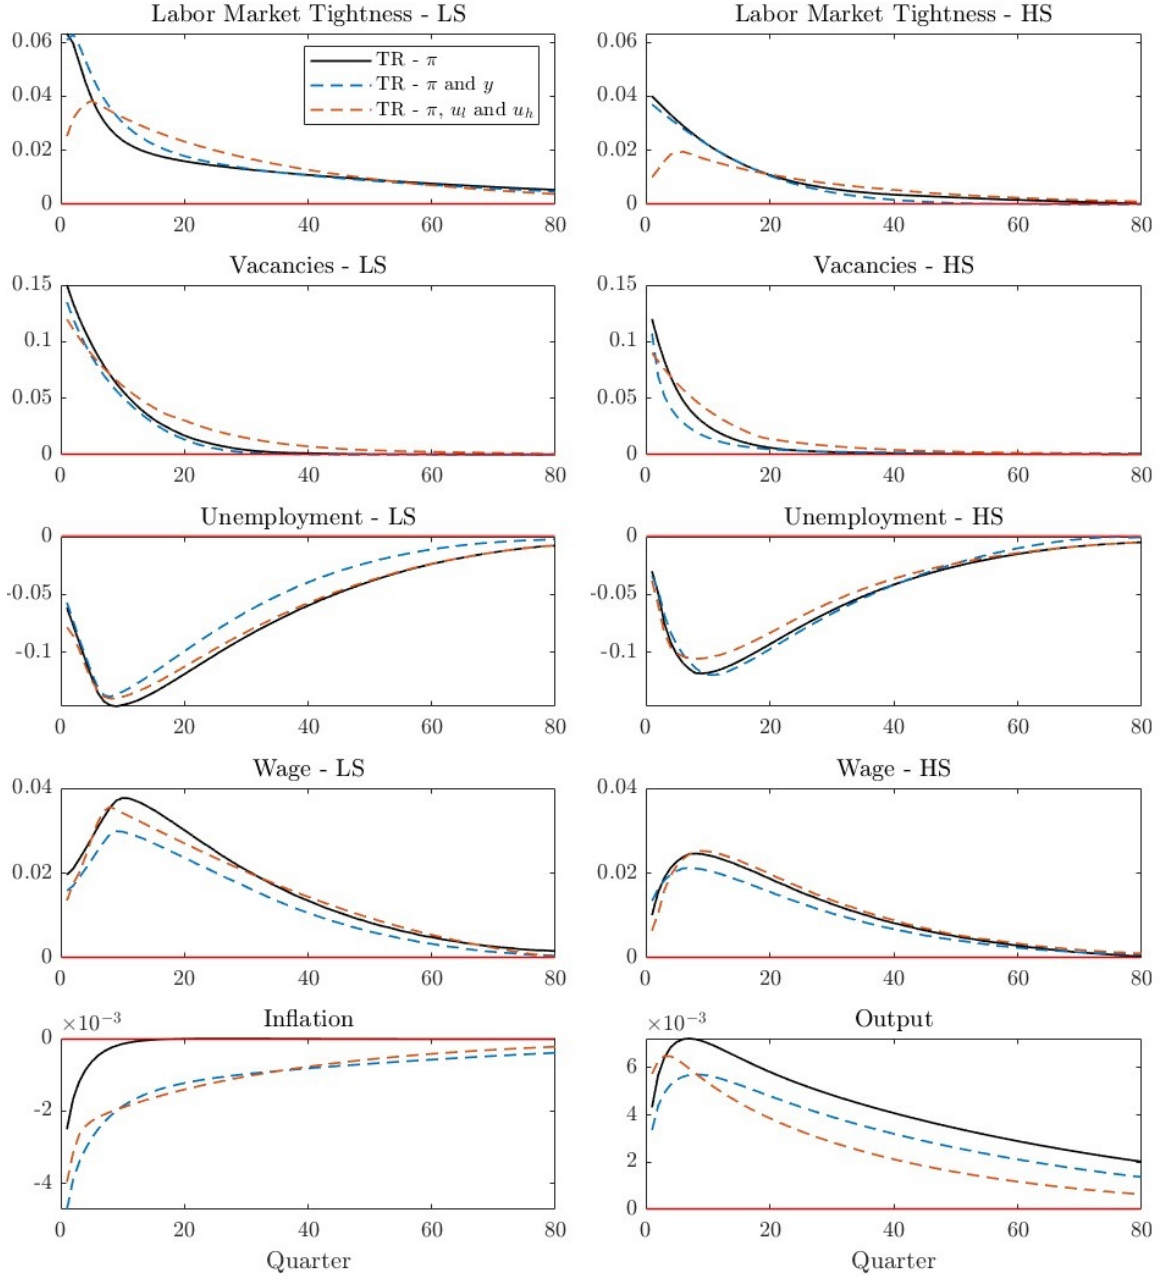 Labor Market Tightness - LS
0.06
0.04
0.02
0
0 20 40 60 80
TR - π
TR - π and y
TR - π, u_l and u_h
Labor Market Tightness - HS
0.06
0.04
0.02
0
0 20 40 60 80
Vacancies - LS
0.15
0.1
0.05
0
0 20 40 60 80
Vacancies - HS
0.15
0.1
0.05
0
0 20 40 60 80
Unemployment - LS
0
-0.05
-0.1
0 20 40 60 80
Unemployment - HS
0
-0.05
-0.1
0 20 40 60 80
Wage - LS
0.04
0.02
0
0 20 40 60 80
Wage - HS
0.04
0.02
0
0 20 40 60 80
Inflation
×10⁻³
0
-2
-4
0 20 40 60 80
Quarter
Output
×10⁻³
6
4
2
0
0 20 40 60 80
Quarter